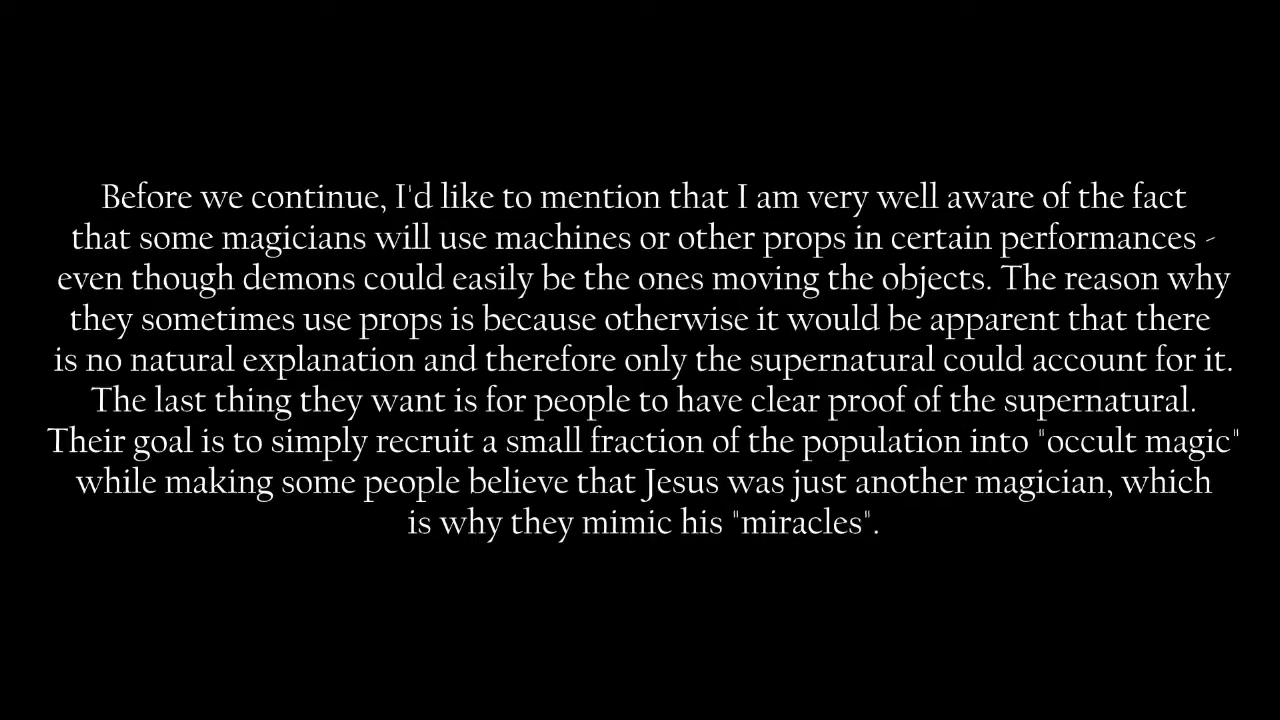 Before we continue, I'd like to mention that I am very well aware of the fact
that some magicians will use machines or other props in certain performances -
even though demons could easily be the ones moving the objects. The reason why
they sometimes use props is because otherwise it would be apparent that there
is no natural explanation and therefore only the supernatural could account for it.
The last thing they want is for people to have clear proof of the supernatural.
Their goal is to simply recruit a small fraction of the population into "occult magic"
while making some people believe that Jesus was just another magician, which
is why they mimic his "miracles".